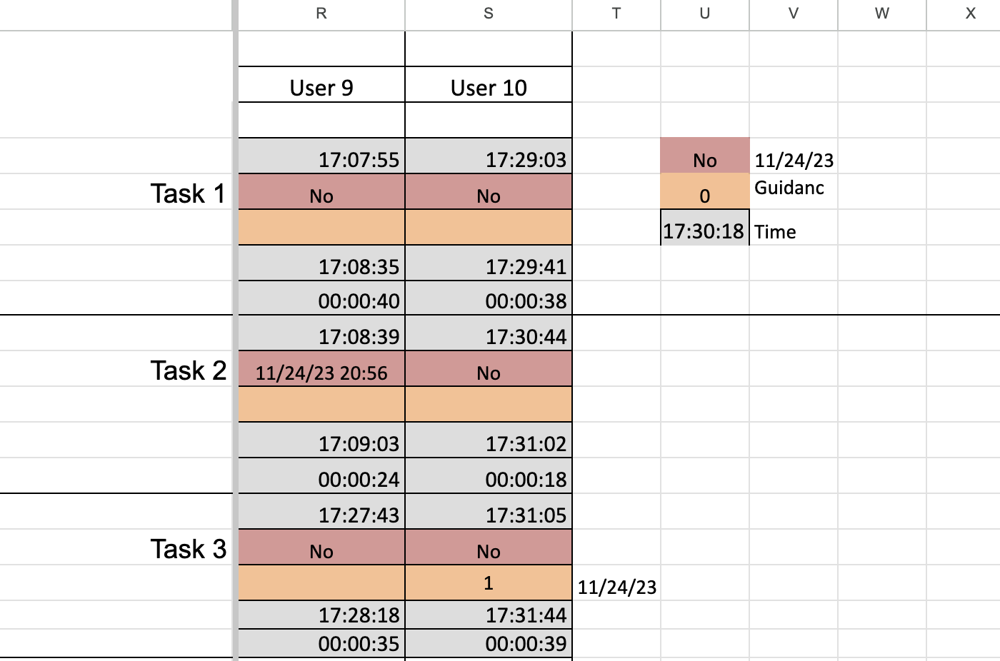 R S T U V W X
User 9 User 10
17:07:55 17:29:03 No 11/24/23
Task 1 No No 0 Guidanc
17:30:18 Time
17:08:35 17:29:41
00:00:40 00:00:38
17:08:39 17:30:44
Task 2 11/24/23 20:56 No
17:09:03 17:31:02
00:00:24 00:00:18
17:27:43 17:31:05
Task 3 No No
1 11/24/23
17:28:18 17:31:44
00:00:35 00:00:39